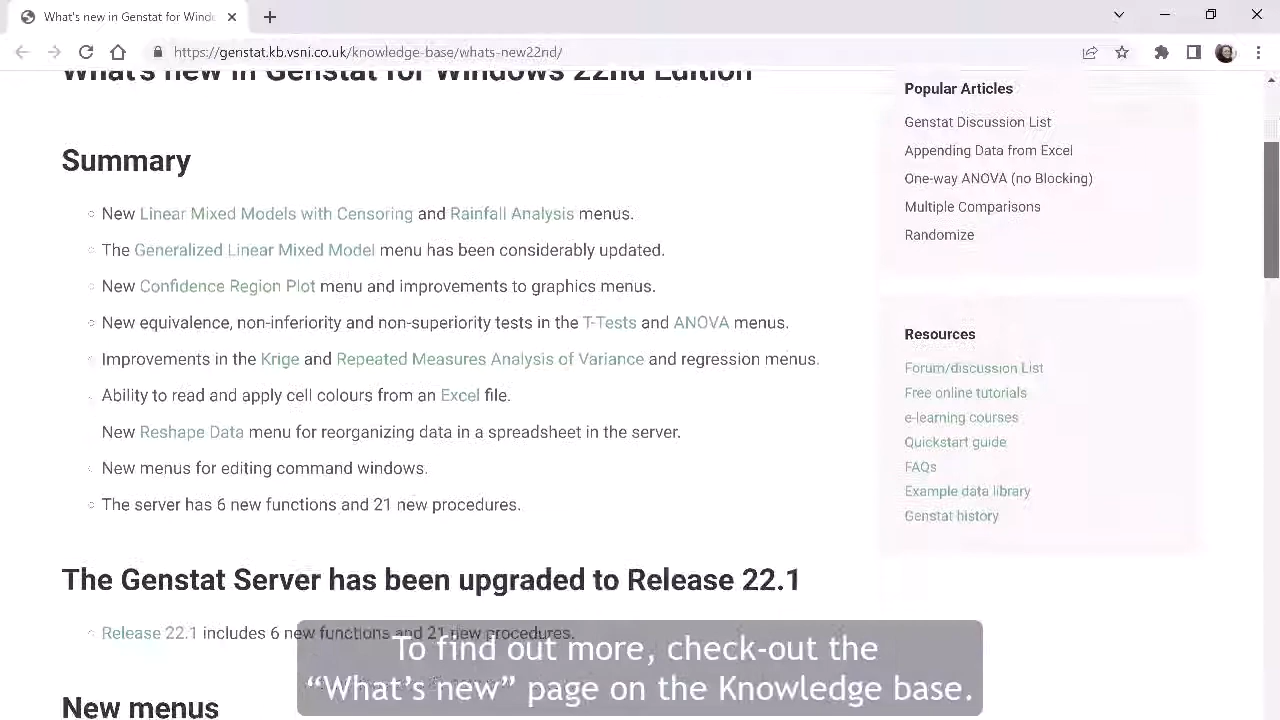 What's new in Genstat for Windo
https://genstat.kb.vsni.co.uk/knowledge-base/whats-new22nd/
What's new in Genstat for Windows 22nd Edition
Summary
New Linear Mixed Models with Censoring and Rainfall Analysis menus.
The Generalized Linear Mixed Model menu has been considerably updated.
New Confidence Region Plot menu and improvements to graphics menus.
New equivalence, non-inferiority and non-superiority tests in the T-Tests and ANOVA menus.
Improvements in the Krige and Repeated Measures Analysis of Variance and regression menus.
Ability to read and apply cell colours from an Excel file.
New Reshape Data menu for reorganizing data in a spreadsheet in the server.
New menus for editing command windows.
The server has 6 new functions and 21 new procedures.
The Genstat Server has been upgraded to Release 22.1
Release 22.1 includes 6 new functions and 21 new procedures.
New menus
Popular Articles
Genstat Discussion List
Appending Data from Excel
One-way ANOVA (no Blocking)
Multiple Comparisons
Randomize
Resources
Forum/discussion List
Free online tutorials
e-learning courses
Quickstart guide
FAQs
Example data library
Genstat history
To find out more, check-out the
“What's new” page on the Knowledge base.